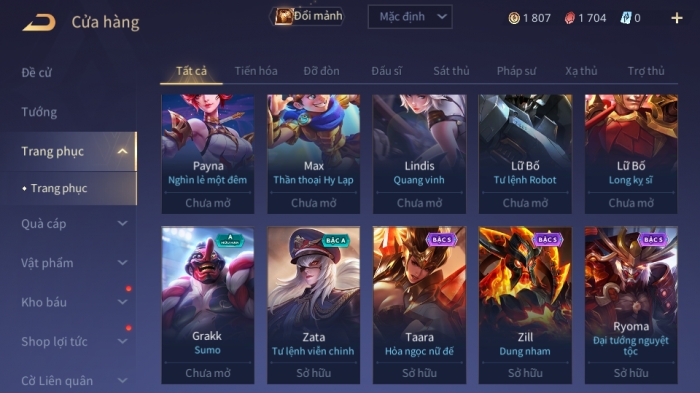 Cửa hàng
Đổi mảnh
Mặc định
1 807
1 704
0
Đề cử
Tướng
Trang phục
Trang phục
Quà cáp
Vật phẩm
Kho báu
Shop lợi tức
Cờ Liên quân
Tất cả Tiến hóa Đỡ đòn Đấu sĩ Sát thủ Pháp sư Xạ thủ Trợ thủ
Payna
Nghìn lẻ một đêm
Chưa mở
Max
Thần thoại Hy Lạp
Chưa mở
Lindis
Quang vinh
Chưa mở
Lữ Bố
Tư lệnh Robot
Chưa mở
Lữ Bố
Long kỵ sĩ
Chưa mở
A
HỮU HẠN
Grakk
Sumo
Chưa mở
BẬC A
Zata
Tư lệnh viễn chinh
Sở hữu
BẬC S
Taara
Hỏa ngọc nữ đế
Sở hữu
BẬC S
Zill
Dung nham
Sở hữu
BẬC S
Ryoma
Đại tướng nguyệt
tộc
Sở hữu